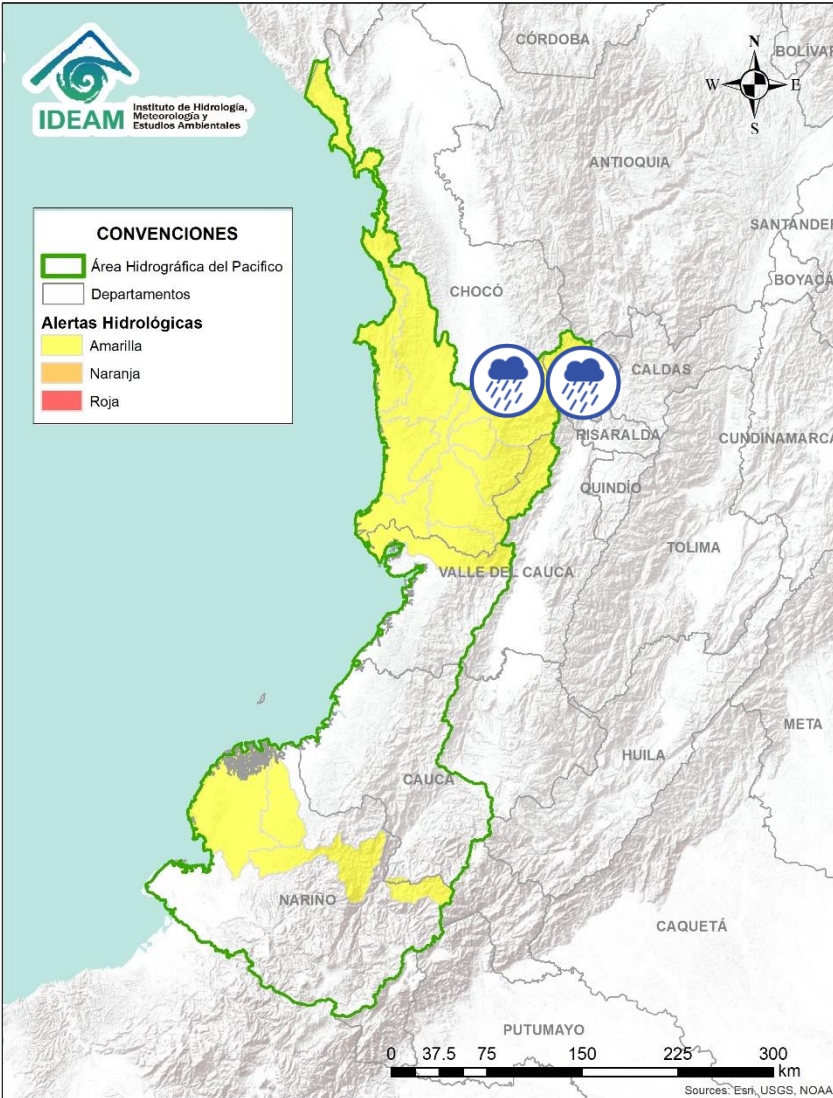 CÓRDOBA
BOLÍVAR
N
W E
S
IDEAM
Instituto de Hidrología,
Meteorología y
Estudios Ambientales
ANTIOQUIA
SANTANDER
CONVENCIONES
Área Hidrográfica del Pacifico
Departamentos
Alertas Hidrológicas
Amarilla
Naranja
Roja
BOYACÁ
CHOCÓ
CALDAS
RISARALDA
CUNDINAMARCA
QUINDÍO
TOLIMA
VALLE DEL CAUCA
META
HUILA
CAUCA
NARIÑO
CAQUETÁ
PUTUMAYO
0 37.5 75 150 225 300
km
Sources: Esri, USGS, NOAA